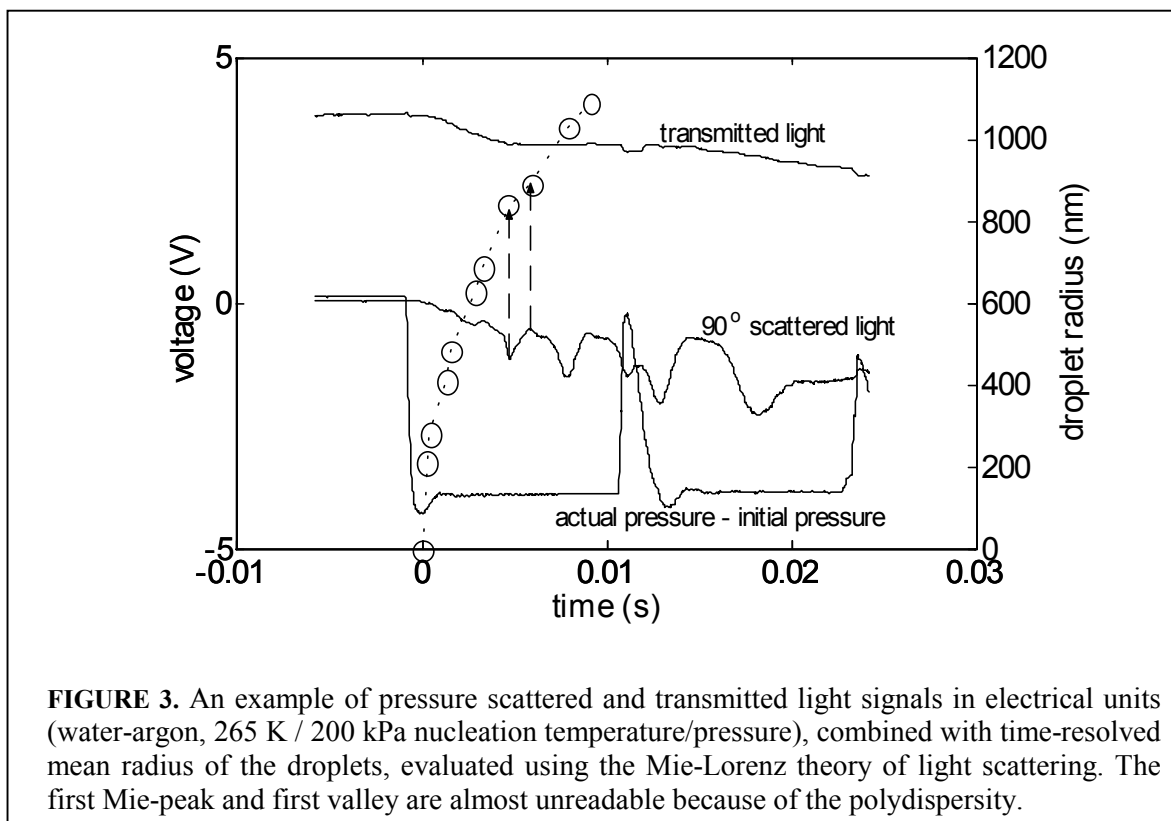 5
1200
transmitted light
1000
800
voltage (V)
droplet radius (nm)
0
600
90° scattered light
400
200
actual pressure - initial pressure
-5
0
-0.01
0
0.01
0.02
0.03
time (s)
FIGURE 3. An example of pressure scattered and transmitted light signals in electrical units
(water-argon, 265 K / 200 kPa nucleation temperature/pressure), combined with time-resolved
mean radius of the droplets, evaluated using the Mie-Lorenz theory of light scattering. The
first Mie-peak and first valley are almost unreadable because of the polydispersity.